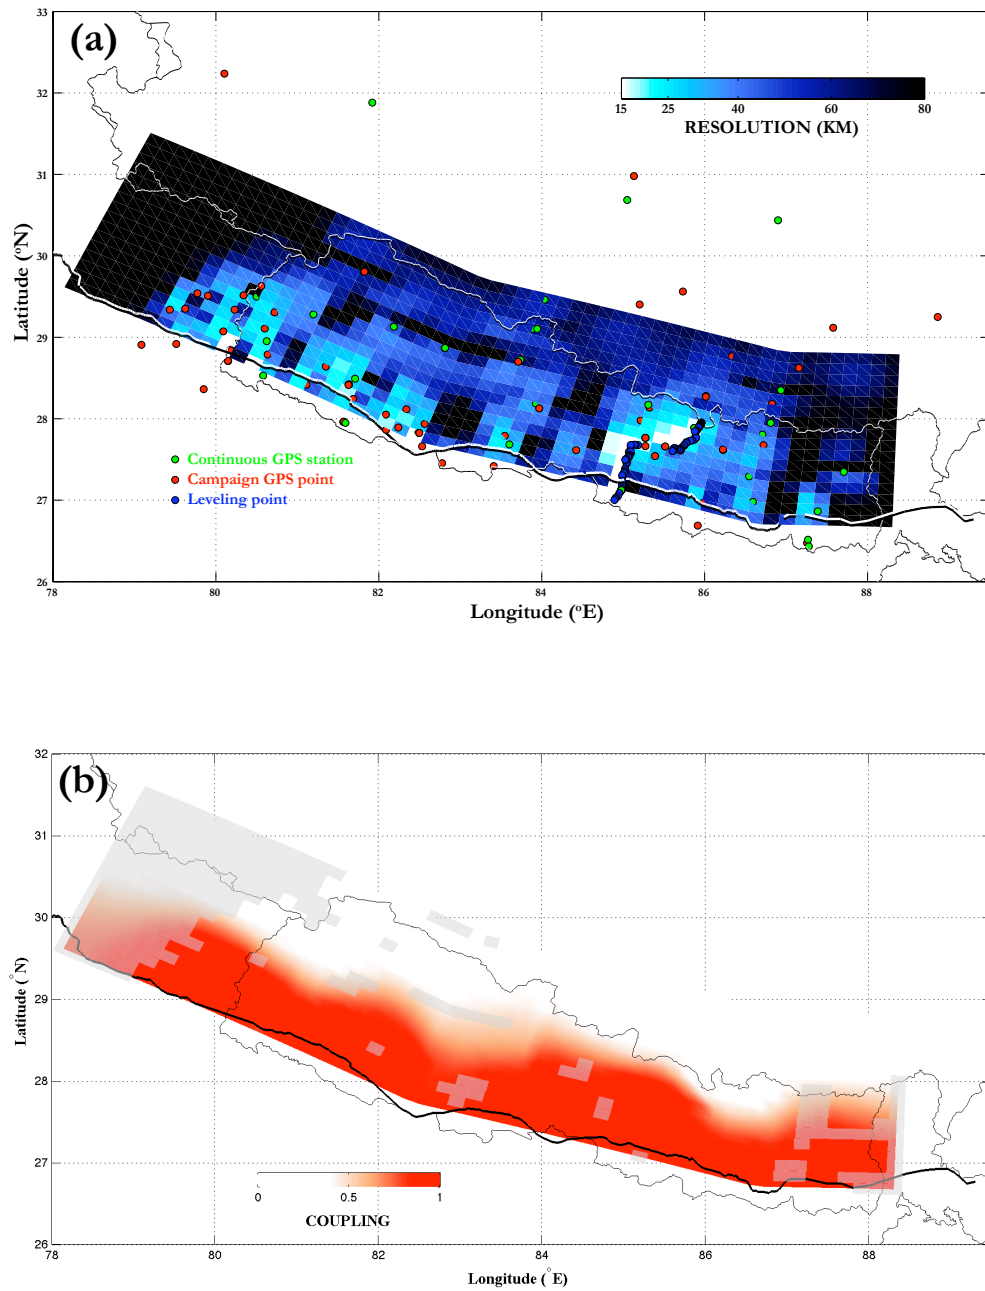 (a)
33
32
31
30
29
28
27
26
Latitude (ºN)
15 25 40 60 80
RESOLUTION (KM)
Continuous GPS station
Campaign GPS point
Leveling point
78 80 82 84 86 88
Longitude (ºE)
(b)
32
31
30
29
28
27
26
Latitude (°N)
0 0.5 1
COUPLING
78 80 82 84 86 88
Longitude (°E)